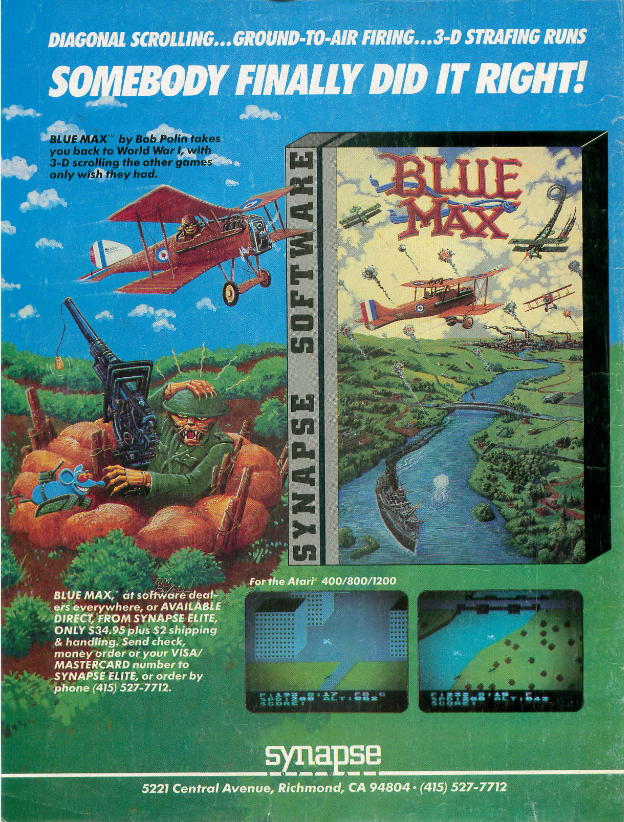 DIAGONAL SCROLLING...GROUND-TO-AIR FIRING...3-D STRAFING RUNS
SOMEBODY FINALLY DID IT RIGHT!
BLUE MAX™ by Bob Polin takes
you back to World War I, with
3-D scrolling the other games
only wish they had.
SYNAPSE SOFTWARE
BLUE
MAX
For the Atari® 400/800/1200
BLUE MAX,™ at software deal-
ers everywhere, or AVAILABLE
DIRECT, FROM SYNAPSE ELITE,
ONLY $34.95 plus $2 shipping
& handling. Send check,
money order or your VISA/
MASTERCARD number to
SYNAPSE ELITE, or order by
phone (415) 527-7712.
SCORE:
SCORE:
synapse
SOFTWARE
5221 Central Avenue, Richmond, CA 94804 • (415) 527-7712